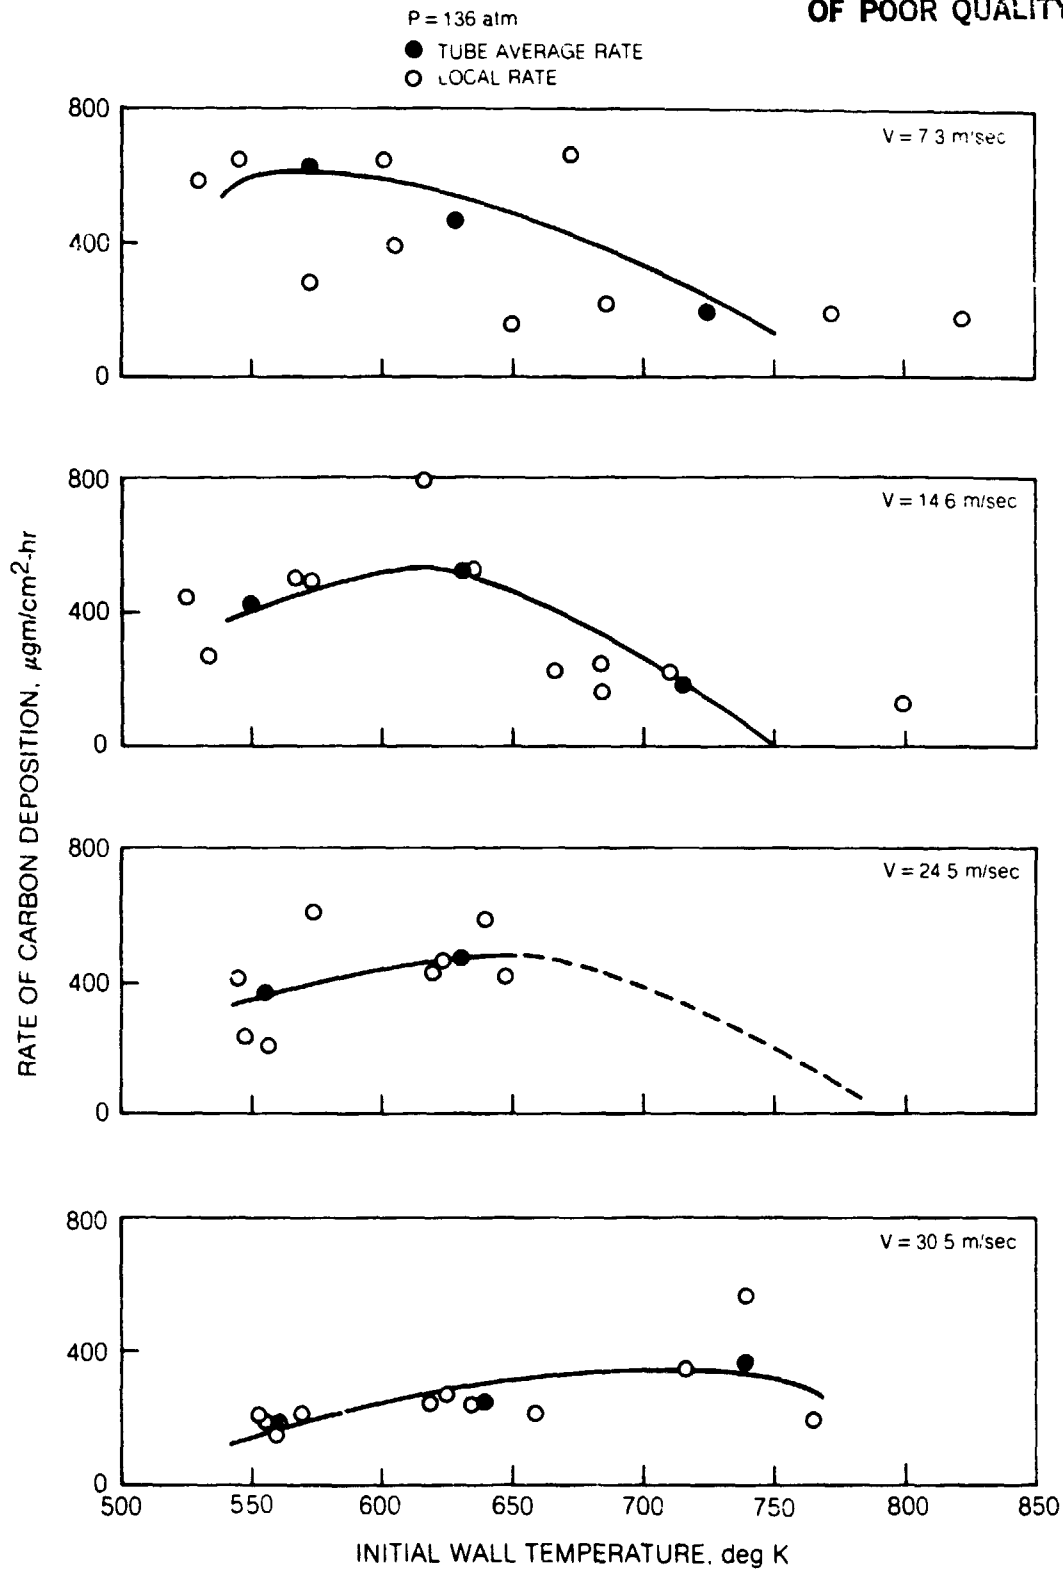 OF POOR QUALITY
P = 136 atm
● TUBE AVERAGE RATE
○ LOCAL RATE
800
V = 7 3 m/sec
400
0
800
V = 14 6 m/sec
400
0
RATE OF CARBON DEPOSITION, µgm/cm²-hr
800
V = 24 5 m/sec
400
0
800
V = 30 5 m/sec
400
0
500 550 600 650 700 750 800 850
INITIAL WALL TEMPERATURE, deg K